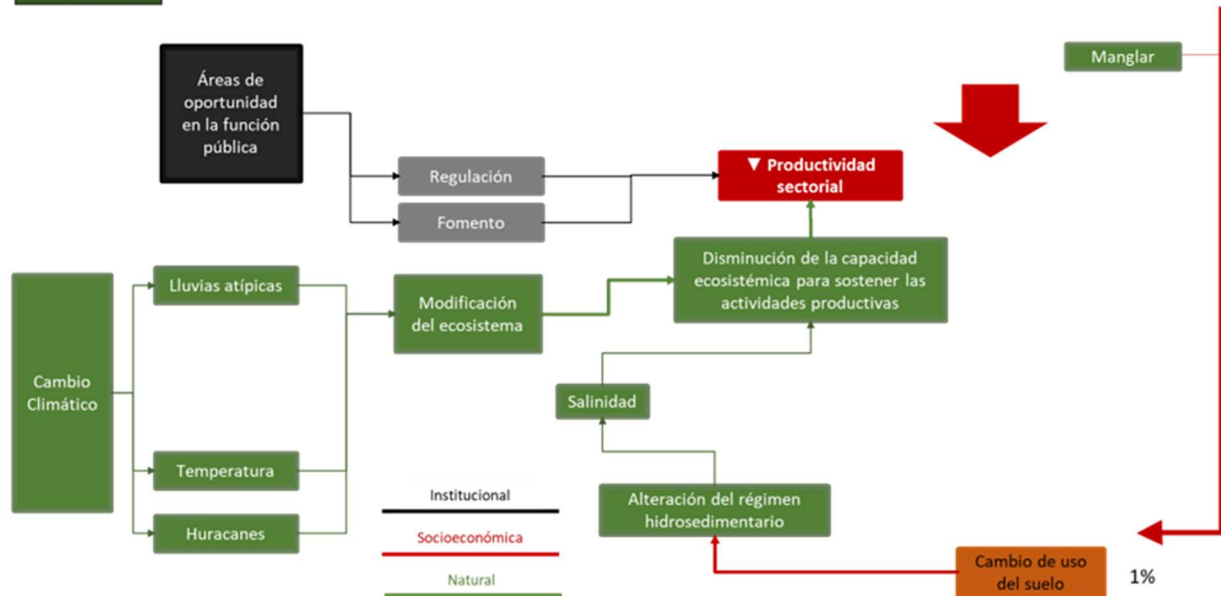 Áreas de
oportunidad
en la función
pública
Manglar
Regulación
Fomento
▼ Productividad
sectorial
Lluvias atípicas
Modificación
del ecosistema
Disminución de la capacidad
ecosistémica para sostener las
actividades productivas
Cambio
Climático
Salinidad
Temperatura
Huracanes
Institucional
Socioeconómica
Natural
Alteración del régimen
hidrosedimentario
Cambio de uso
del suelo
1%